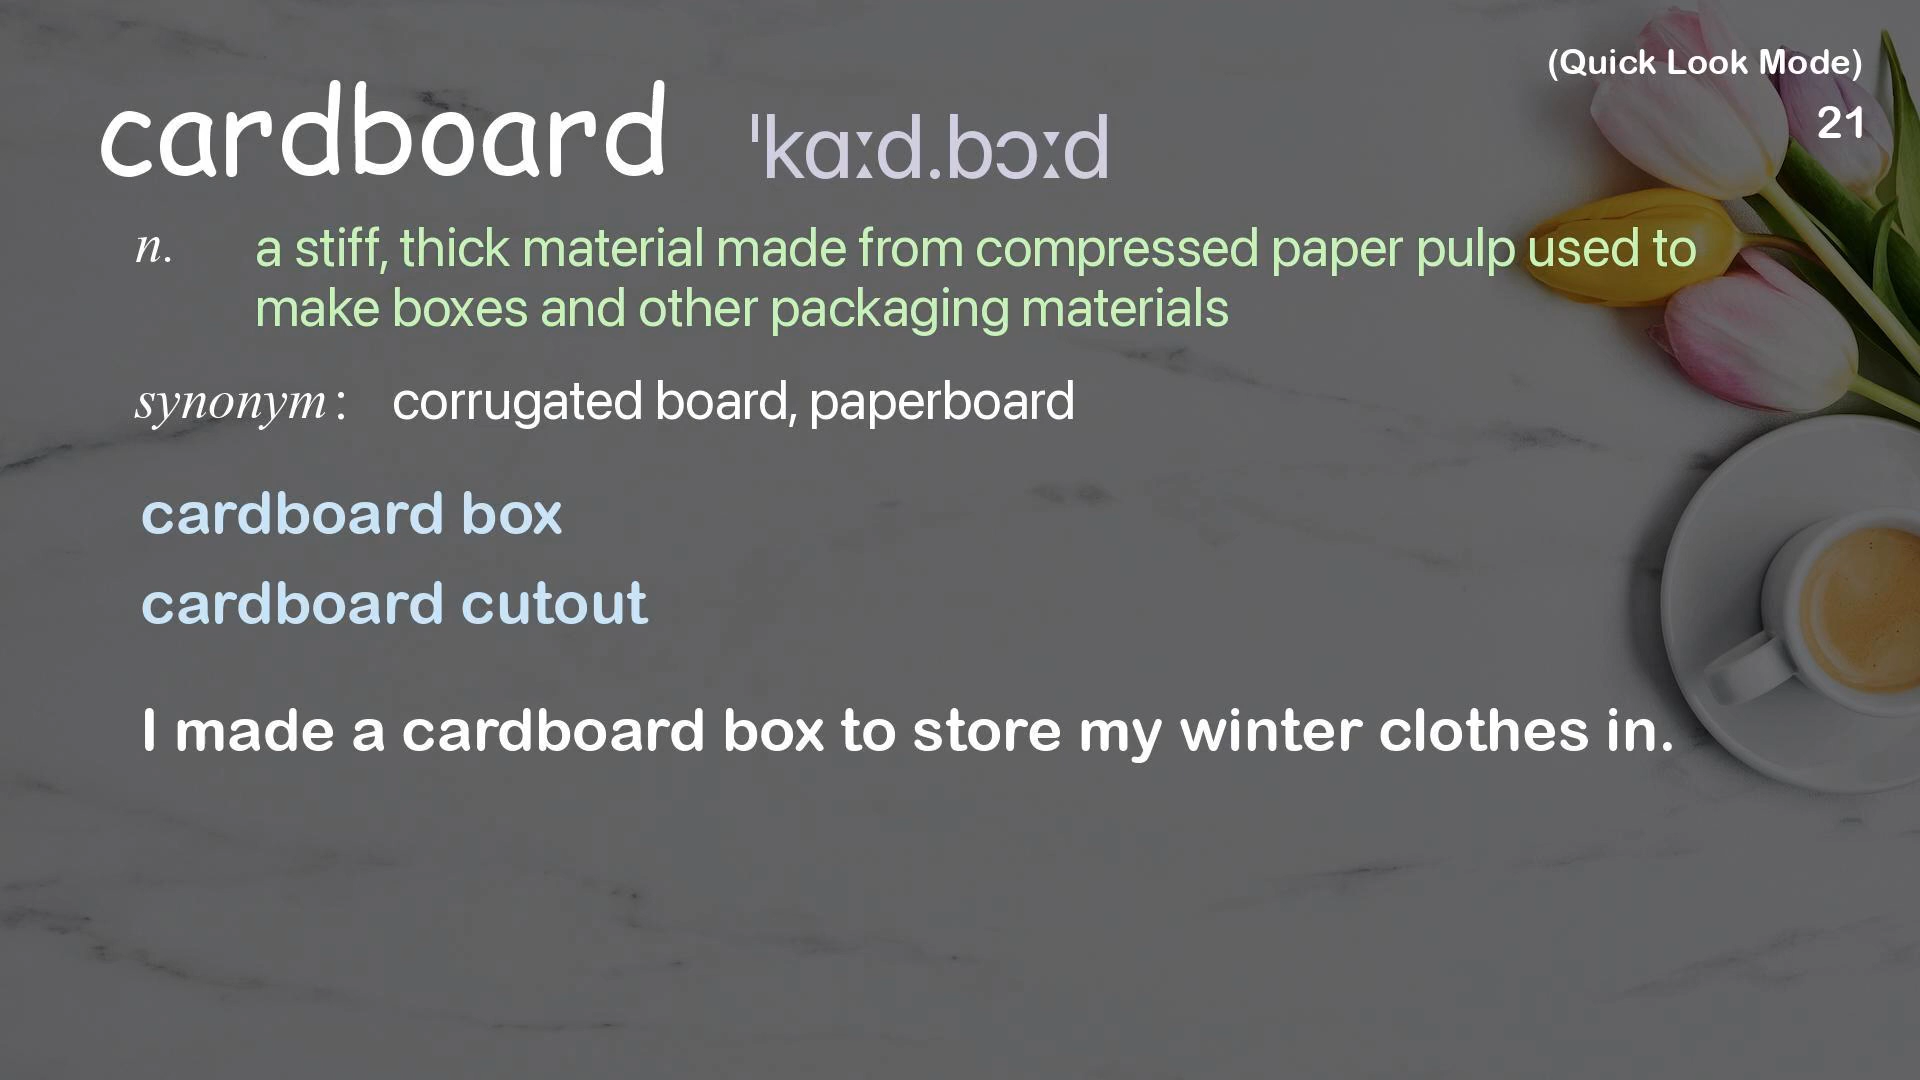 (Quick Look Mode)
21
cardboard ˈkɑːd.bɔːd
n. a stiff, thick material made from compressed paper pulp used to
make boxes and other packaging materials
synonym : corrugated board, paperboard
cardboard box
cardboard cutout
I made a cardboard box to store my winter clothes in.